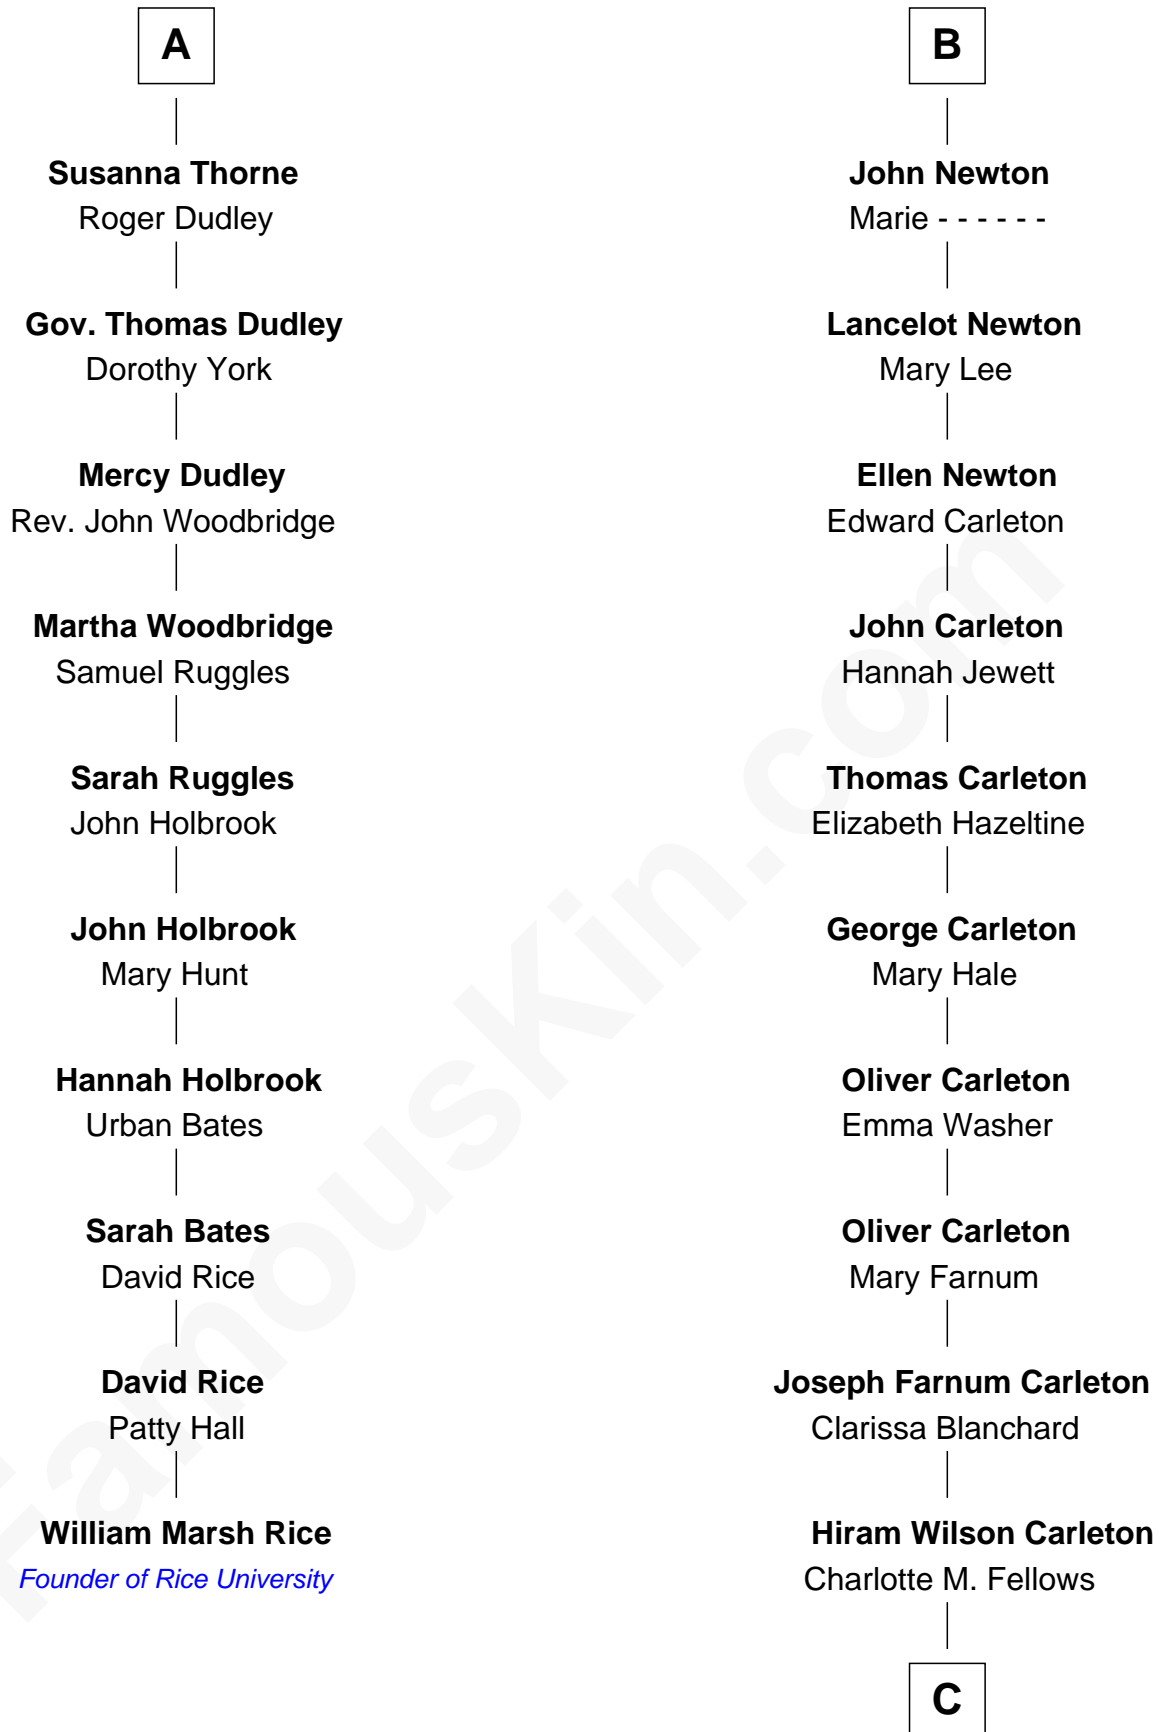 A
Susanna Thorne
Roger Dudley
Gov. Thomas Dudley
Dorothy York
Mercy Dudley
Rev. John Woodbridge
Martha Woodbridge
Samuel Ruggles
Sarah Ruggles
John Holbrook
John Holbrook
Mary Hunt
Hannah Holbrook
Urban Bates
Sarah Bates
David Rice
David Rice
Patty Hall
William Marsh Rice
Founder of Rice University
B
John Newton
Marie - - - - - -
Lancelot Newton
Mary Lee
Ellen Newton
Edward Carleton
John Carleton
Hannah Jewett
Thomas Carleton
Elizabeth Hazeltine
George Carleton
Mary Hale
Oliver Carleton
Emma Washer
Oliver Carleton
Mary Farnum
Joseph Farnum Carleton
Clarissa Blanchard
Hiram Wilson Carleton
Charlotte M. Fellows
C
FamousKin.com